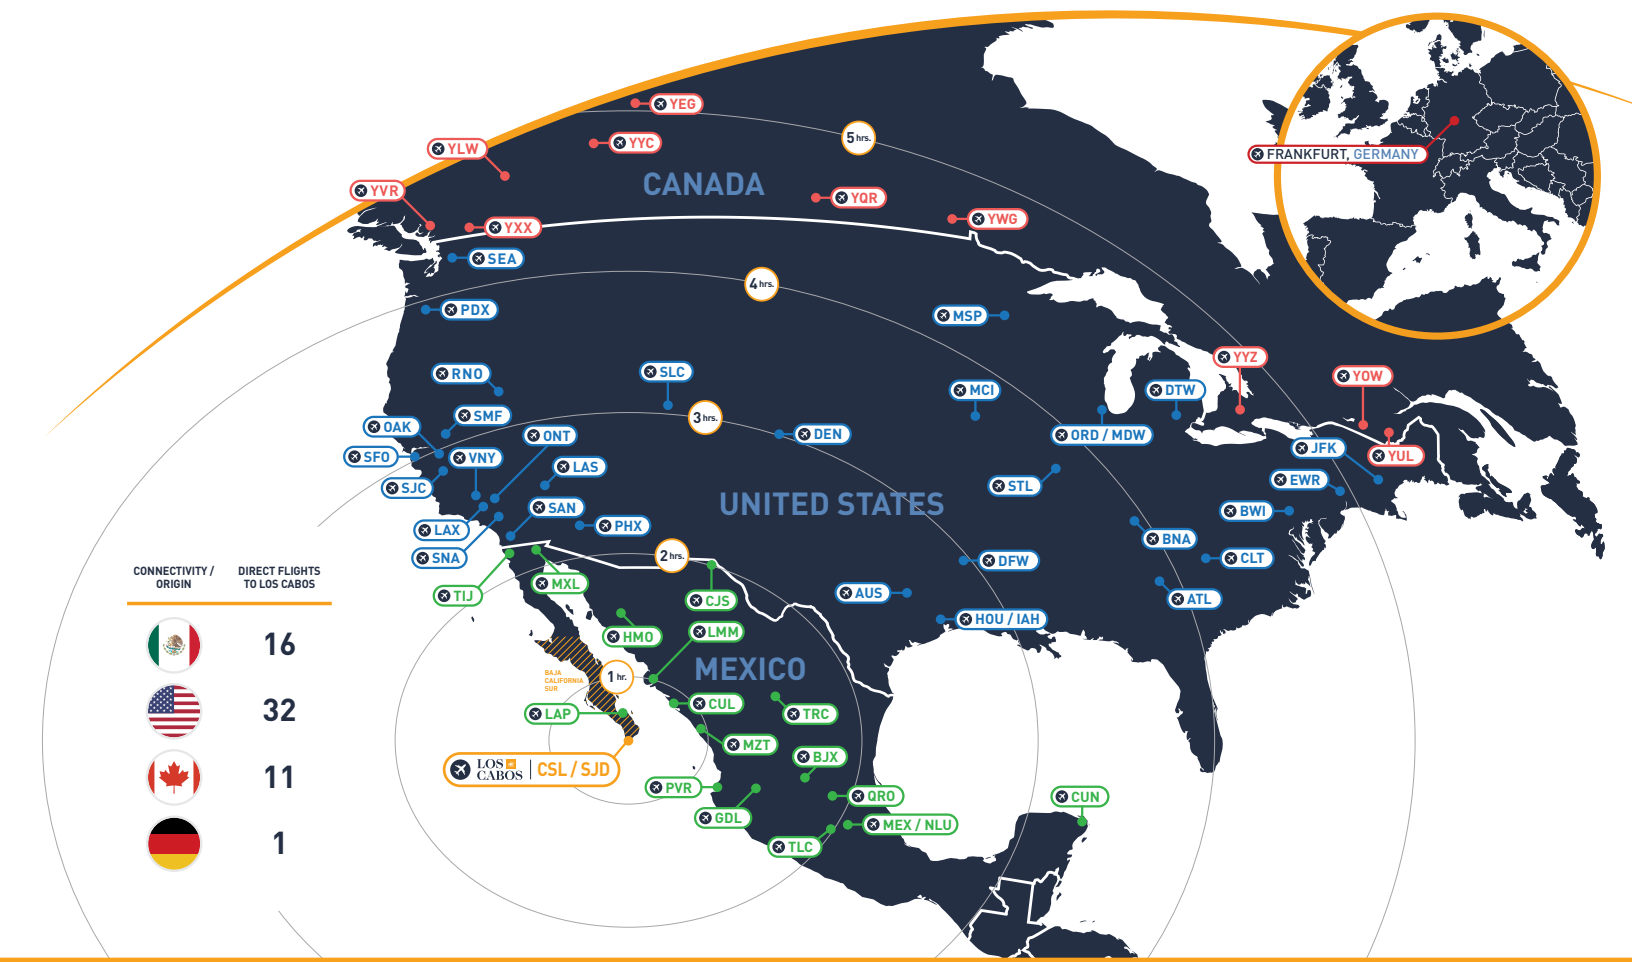 YEG
5 hrs.
YYC
YLW
FRANKFURT, GERMANY
CANADA
YVR
YQR
YWG
YXX
SEA
4 hrs.
PDX
MSP
YYZ
SLC
RNO
YOW
MCI
DTW
SMF
3 hrs.
OAK
ONT
DEN
ORD / MDW
JFK
SFO
VNY
YUL
LAS
EWR
SJC
STL
UNITED STATES
SAN
BWI
PHX
LAX
BNA
SNA
2 hrs.
DFW
CLT
CONNECTIVITY /
ORIGIN
DIRECT FLIGHTS
TO LOS CABOS
MXL
TIJ
AUS
CJS
ATL
HOU / IAH
LMM
HMO
16
MEXICO
BAJA
CALIFORNIA
SUR
1 hr.
CUL
32
LAP
TRC
MZT
BJX
LOS
CABOS
CSL / SJD
11
PVR
QRO
CUN
GDL
MEX / NLU
1
TLC